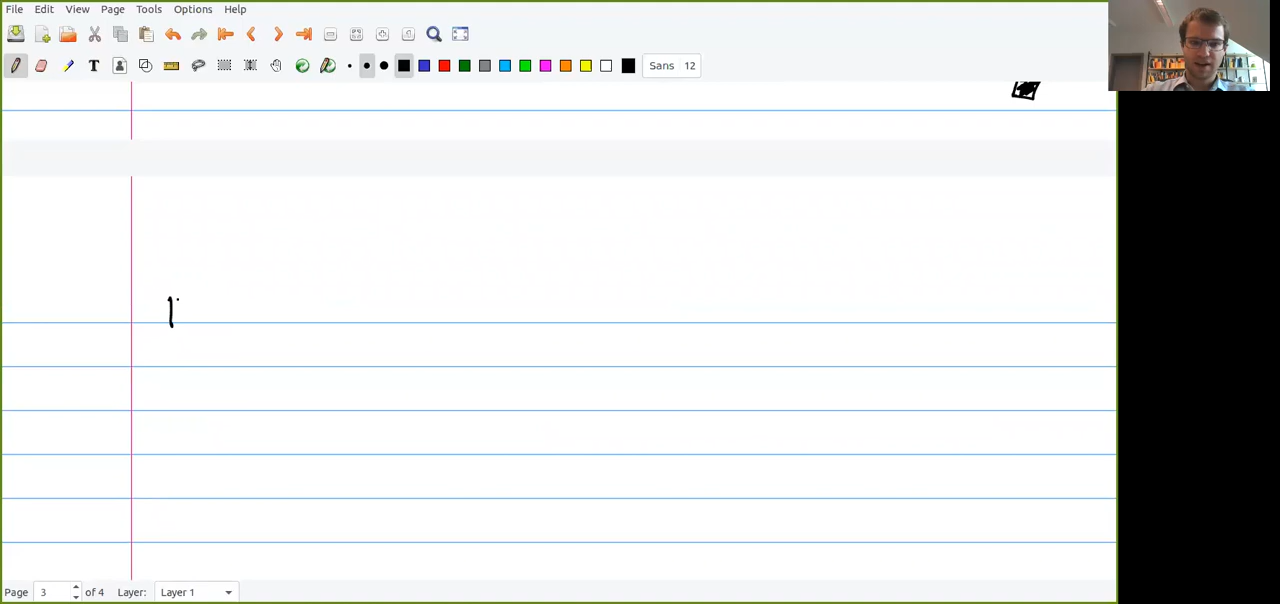 File Edit View Page Tools Options Help
Sans 12
Page 3 of 4 Layer: Layer 1